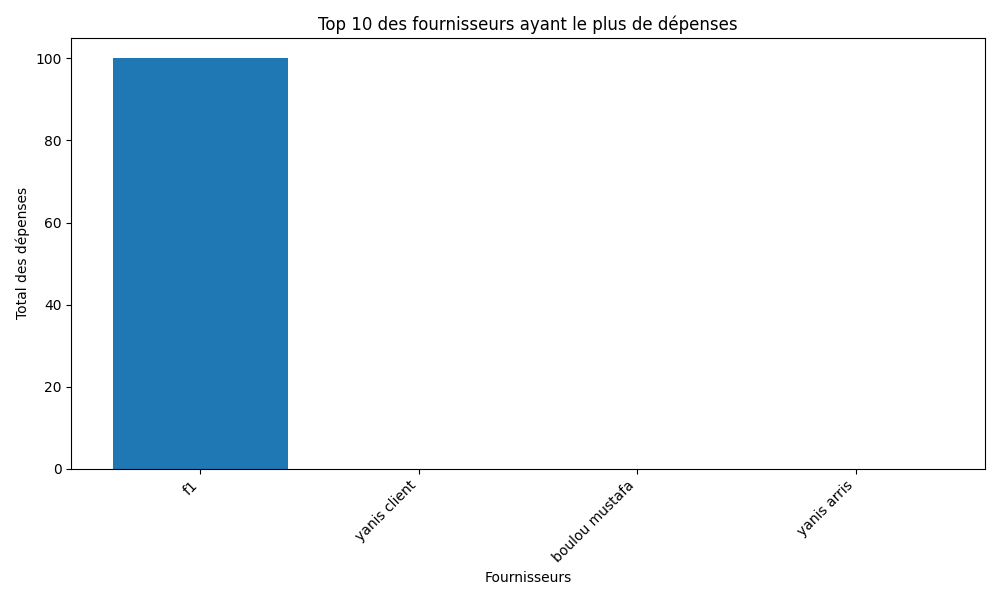 Top 10 des fournisseurs ayant le plus de dépenses
Total des dépenses
100
80
60
40
20
0
f1
yanis client
boulou mustafa
yanis arris
Fournisseurs